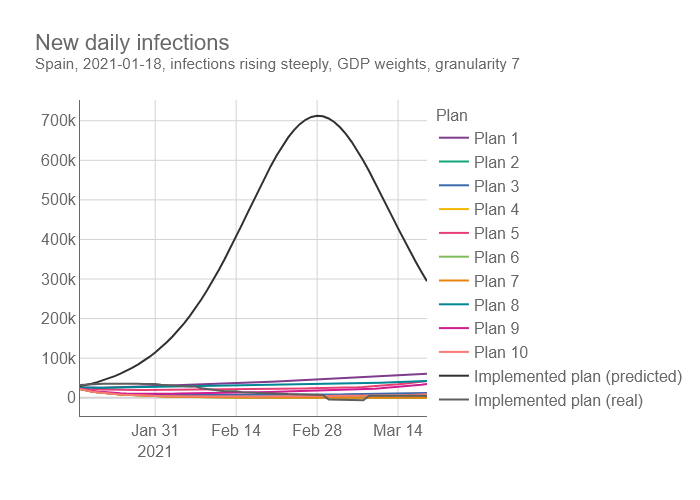 New daily infections
Spain, 2021-01-18, infections rising steeply, GDP weights, granularity 7
700k
600k
500k
400k
300k
200k
100k
0
Jan 31
2021
Feb 14
Feb 28
Mar 14
Plan
Plan 1
Plan 2
Plan 3
Plan 4
Plan 5
Plan 6
Plan 7
Plan 8
Plan 9
Plan 10
Implemented plan (predicted)
Implemented plan (real)